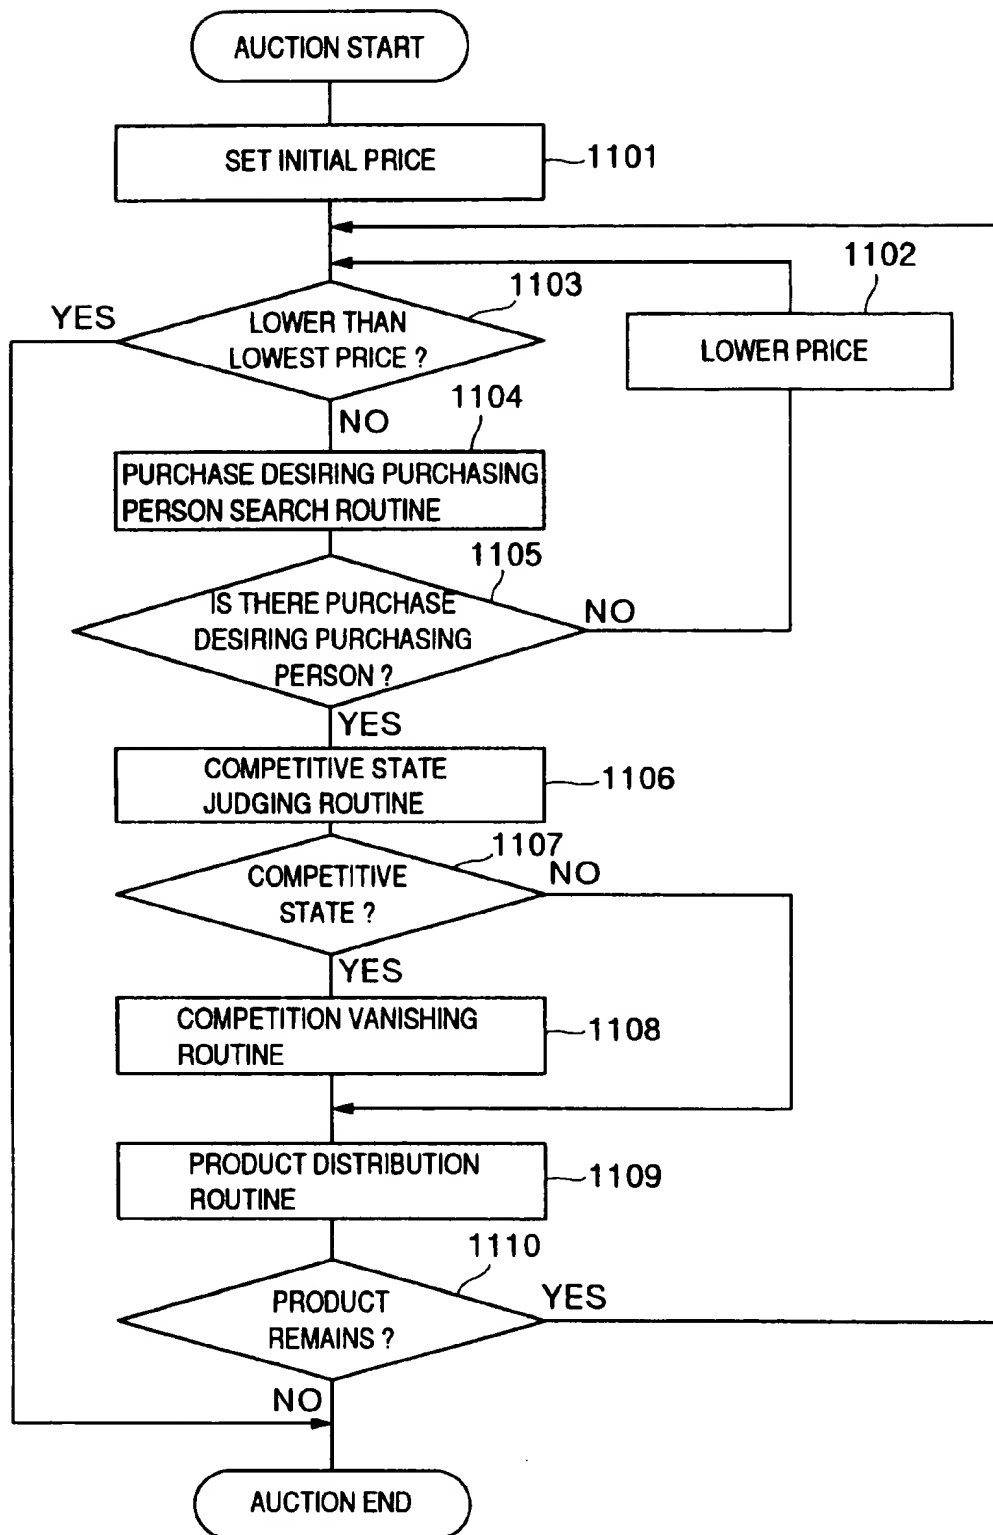 AUCTION START
SET INITIAL PRICE
1101
1102
1103
YES
LOWER THAN
LOWEST PRICE ?
LOWER PRICE
1104
NO
PURCHASE DESIRING PURCHASING
PERSON SEARCH ROUTINE
1105
IS THERE PURCHASE
DESIRING PURCHASING
PERSON ?
NO
YES
COMPETITIVE STATE
JUDGING ROUTINE
1106
1107
COMPETITIVE
STATE ?
NO
YES
COMPETITION VANISHING
ROUTINE
1108
PRODUCT DISTRIBUTION
ROUTINE
1109
1110
PRODUCT
REMAINS ?
YES
NO
AUCTION END